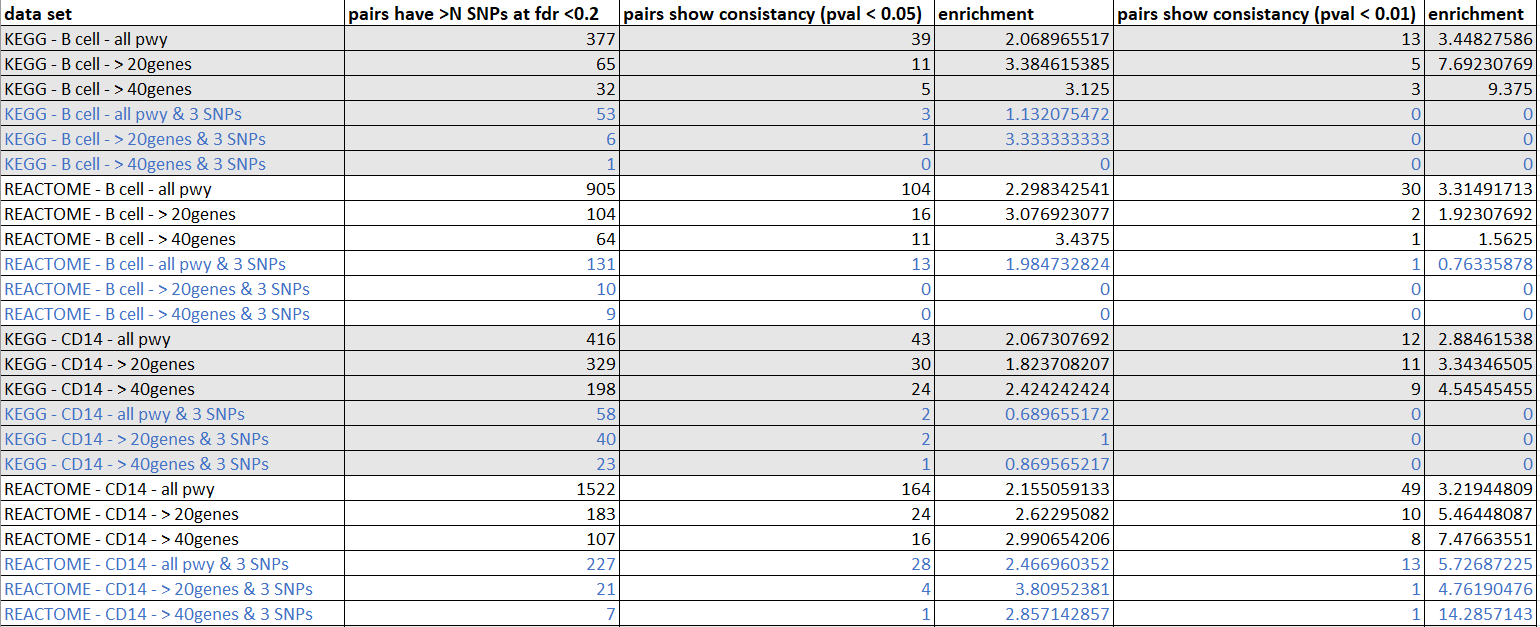 data set pairs have >N SNPs at fdr <0.2 pairs show consistancy (pval < 0.05) enrichment pairs show consistancy (pval < 0.01) enrichment
KEGG - B cell - all pwy 377 39 2.068965517 13 3.44827586
KEGG - B cell - > 20genes 65 11 3.384615385 5 7.69230769
KEGG - B cell - > 40genes 32 5 3.125 3 9.375
KEGG - B cell - all pwy & 3 SNPs 53 3 1.132075472 0 0
KEGG - B cell - > 20genes & 3 SNPs 6 1 3.333333333 0 0
KEGG - B cell - > 40genes & 3 SNPs 1 0 0 0 0
REACTOME - B cell - all pwy 905 104 2.298342541 30 3.31491713
REACTOME - B cell - > 20genes 104 16 3.076923077 2 1.92307692
REACTOME - B cell - > 40genes 64 11 3.4375 1 1.5625
REACTOME - B cell - all pwy & 3 SNPs 131 13 1.984732824 1 0.76335878
REACTOME - B cell - > 20genes & 3 SNPs 10 0 0 0 0
REACTOME - B cell - > 40genes & 3 SNPs 9 0 0 0 0
KEGG - CD14 - all pwy 416 43 2.067307692 12 2.88461538
KEGG - CD14 - > 20genes 329 30 1.823708207 11 3.34346505
KEGG - CD14 - > 40genes 198 24 2.424242424 9 4.54545455
KEGG - CD14 - all pwy & 3 SNPs 58 2 0.689655172 0 0
KEGG - CD14 - > 20genes & 3 SNPs 40 2 1 0 0
KEGG - CD14 - > 40genes & 3 SNPs 23 1 0.869565217 0 0
REACTOME - CD14 - all pwy 1522 164 2.155059133 49 3.21944809
REACTOME - CD14 - > 20genes 183 24 2.62295082 10 5.46448087
REACTOME - CD14 - > 40genes 107 16 2.990654206 8 7.47663551
REACTOME - CD14 - all pwy & 3 SNPs 227 28 2.466960352 13 5.72687225
REACTOME - CD14 - > 20genes & 3 SNPs 21 4 3.80952381 1 4.76190476
REACTOME - CD14 - > 40genes & 3 SNPs 7 1 2.857142857 1 14.2857143